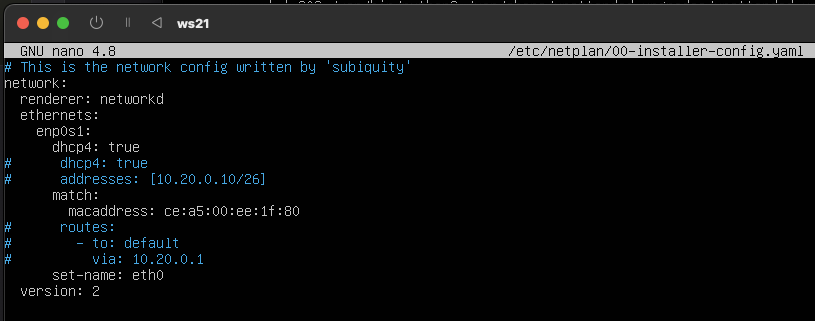 ws21
GNU nano 4.8 /etc/netplan/00-installer-config.yaml
# This is the network config written by 'subiquity'
network:
  renderer: networkd
  ethernets:
    enp0s1:
      dhcp4: true
#      dhcp4: true
#      addresses: [10.20.0.10/26]
      match:
        macaddress: ce:a5:00:ee:1f:80
#      routes:
#        - to: default
#          via: 10.20.0.1
      set-name: eth0
  version: 2